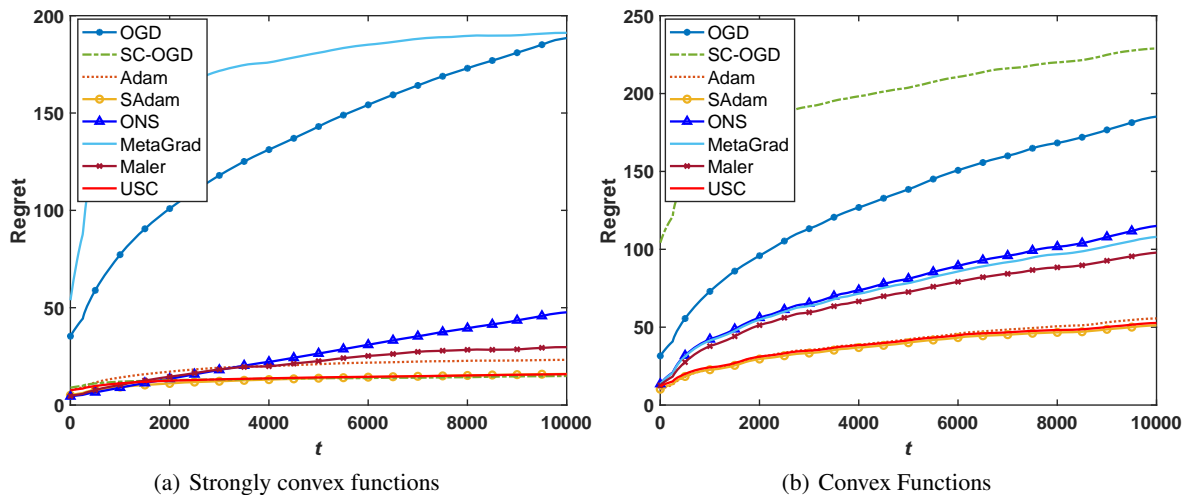 200
150
100
50
0
Regret
OGD
SC-OGD
Adam
SAdam
ONS
MetaGrad
Maler
USC
0 2000 4000 6000 8000 10000
t
(a) Strongly convex functions
250
200
150
100
50
0
Regret
OGD
SC-OGD
Adam
SAdam
ONS
MetaGrad
Maler
USC
0 2000 4000 6000 8000 10000
t
(b) Convex Functions